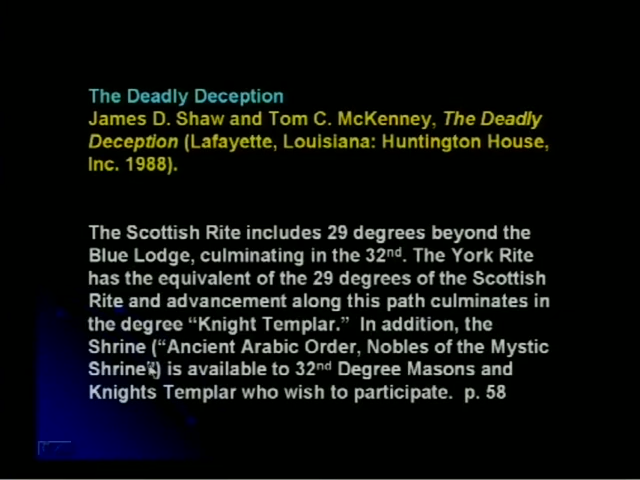 The Deadly Deception
James D. Shaw and Tom C. McKenney, The Deadly
Deception (Lafayette, Louisiana: Huntington House,
Inc. 1988).
The Scottish Rite includes 29 degrees beyond the
Blue Lodge, culminating in the 32nd. The York Rite
has the equivalent of the 29 degrees of the Scottish
Rite and advancement along this path culminates in
the degree “Knight Templar.” In addition, the
Shrine (“Ancient Arabic Order, Nobles of the Mystic
Shrine”) is available to 32nd Degree Masons and
Knights Templar who wish to participate. p. 58